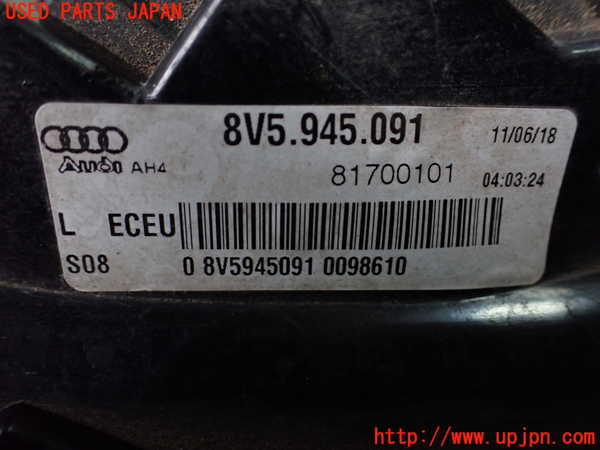 USED PARTS JAPAN
8V5.945.091
11/06/18
Audi AH4
81700101
04:03:24
L ECEU
S08
0 8V5945091 0098610
http://www.upjpn.com